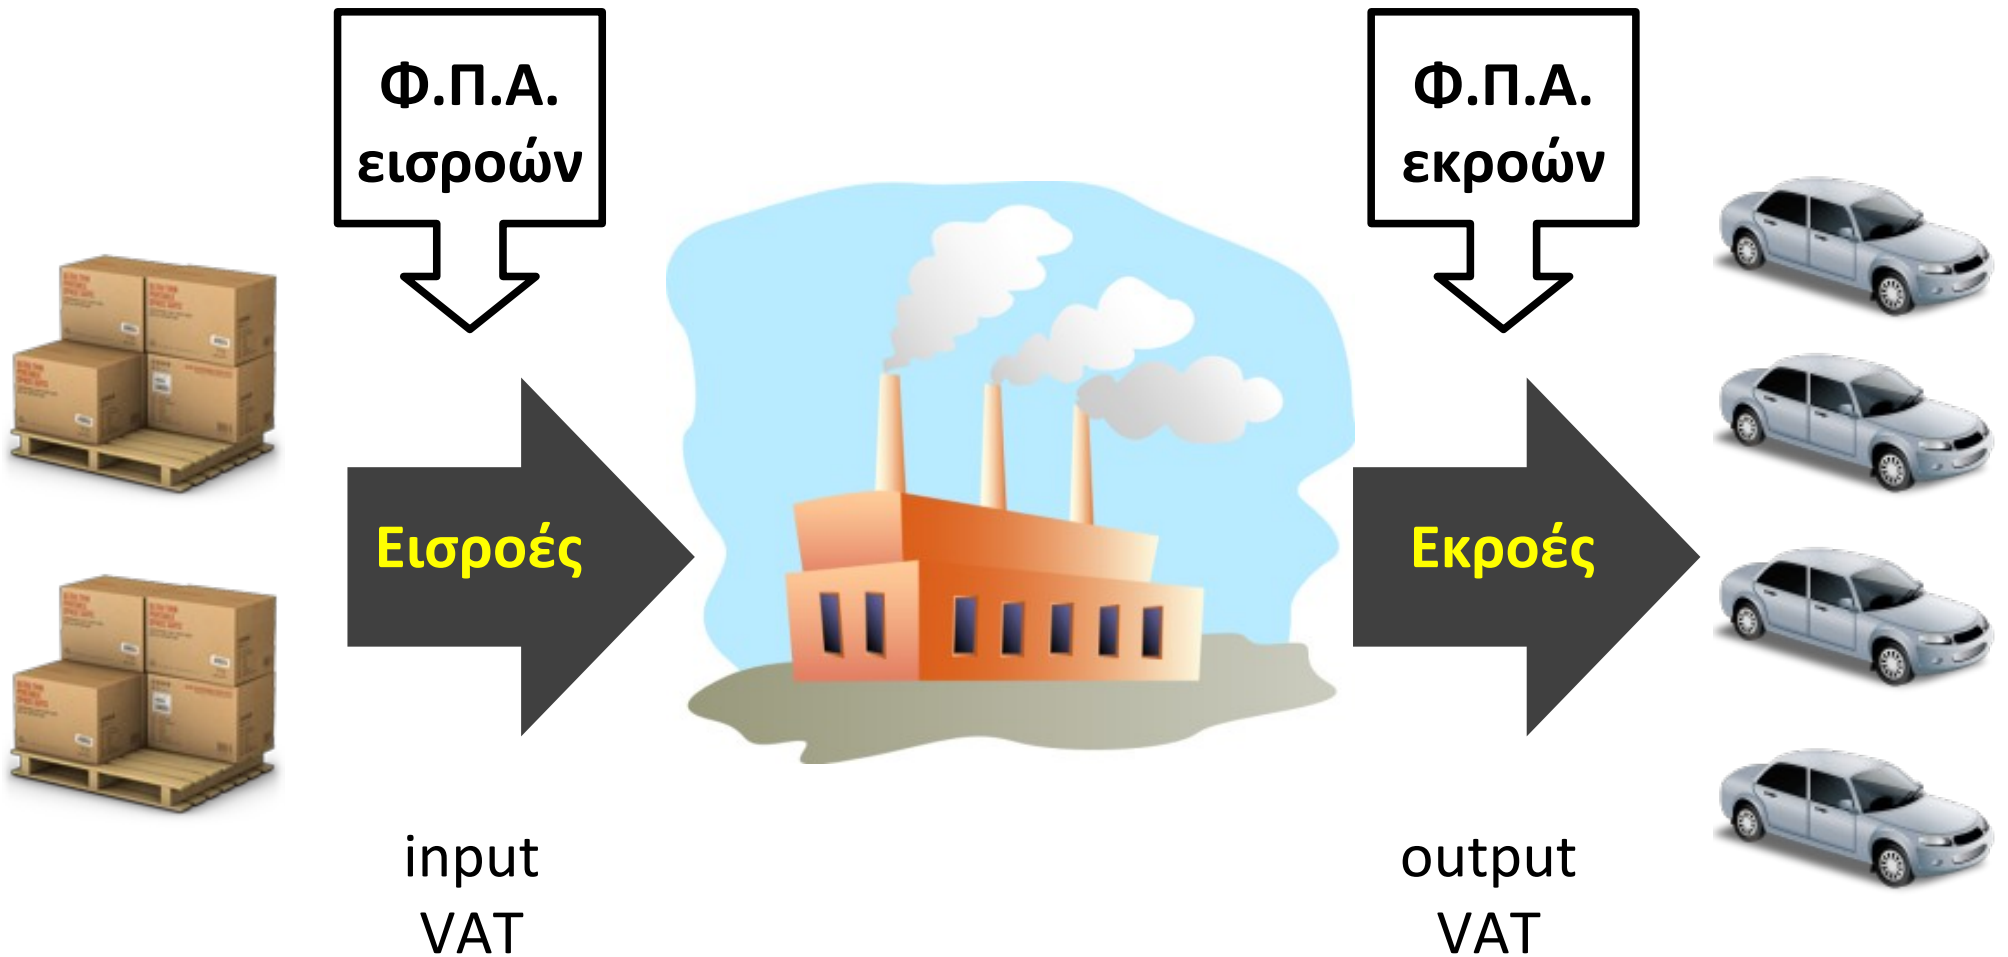 Φ.Π.Α.
εισροών
Φ.Π.Α.
εκροών
Εισροές
Εκροές
input
VAT
output
VAT